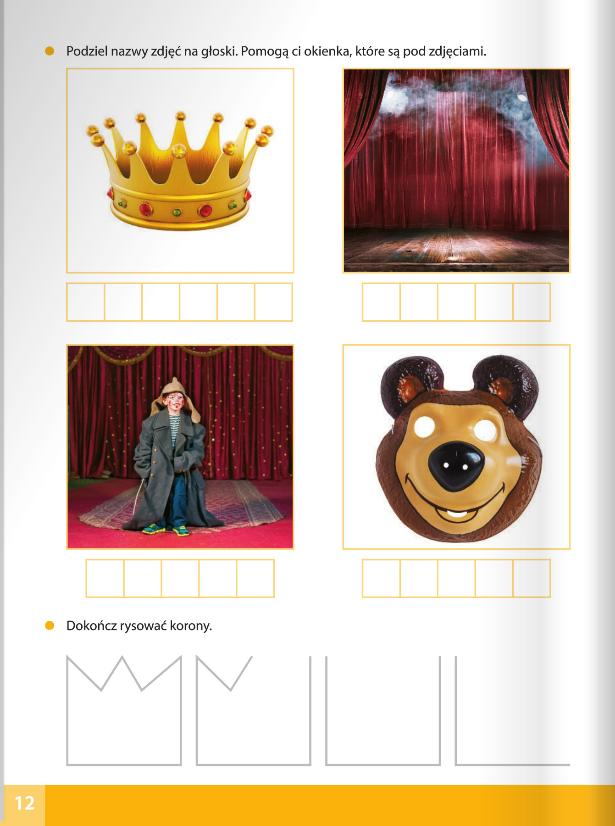 Podziel nazwy zdjęć na głoski. Pomogą ci okienka, które są pod zdjęciami.
Dokończ rysować korony.
12